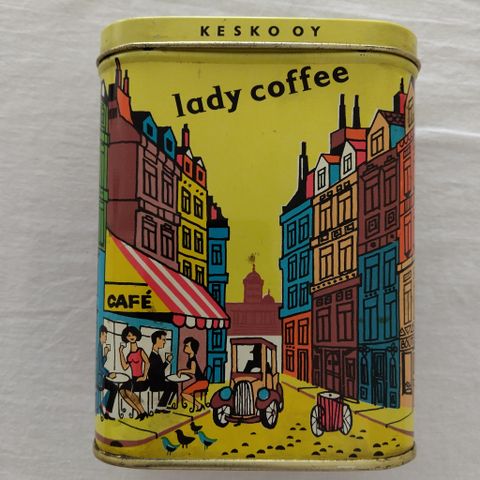 KESKO OY
lady coffee
CAFÉ